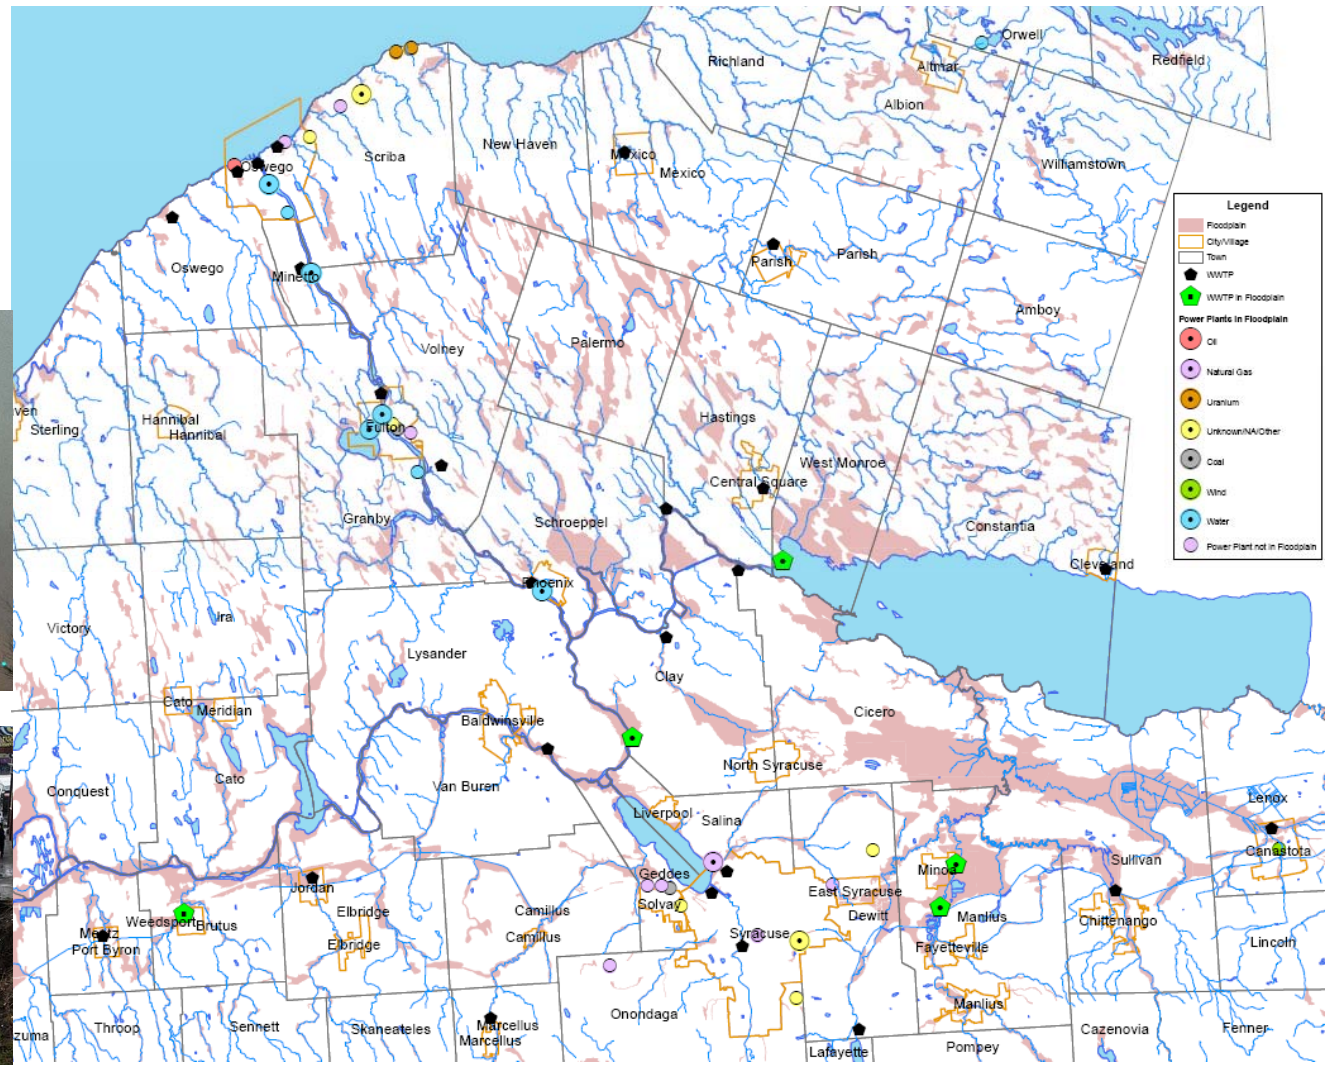 Orwell
Richland
Altmar
Redfield
Albion
New Haven
Scriba
Mexico
Mexico
Williamstown
Oswego
Oswego
Minetto
Parish
Parish
Amboy
Volney
Palermo
ven
Sterling
Hannibal
Hannibal
Fulton
Hastings
West Monroe
Central Square
Granby
Schroeppel
Constantia
Cleveland
Phoenix
Victory
Ira
Lysander
Clay
Cato
Meridian
Baldwinsville
Cicero
North Syracuse
Cato
Van Buren
Conquest
Liverpool
Salina
Lenox
Canastota
Jordan
Geddes
Solvay
East Syracuse
Dewitt
Minoa
Sullivan
Weedsport
Brutus
Elbridge
Elbridge
Camillus
Camillus
Syracuse
Manlius
Fayetteville
Chittenango
Lincoln
Mentz
Port Byron
Manlius
zuma
Throop
Sennett
Skaneateles
Marcellus
Marcellus
Onondaga
Lafayette
Pompey
Cazenovia
Fenner
Legend
Floodplain
City/Village
Town
WWTP
WWTP in Floodplain
Power Plants in Floodplain
Oil
Natural Gas
Uranium
Unknown/NA/Other
Coal
Wind
Water
Power Plant not in Floodplain